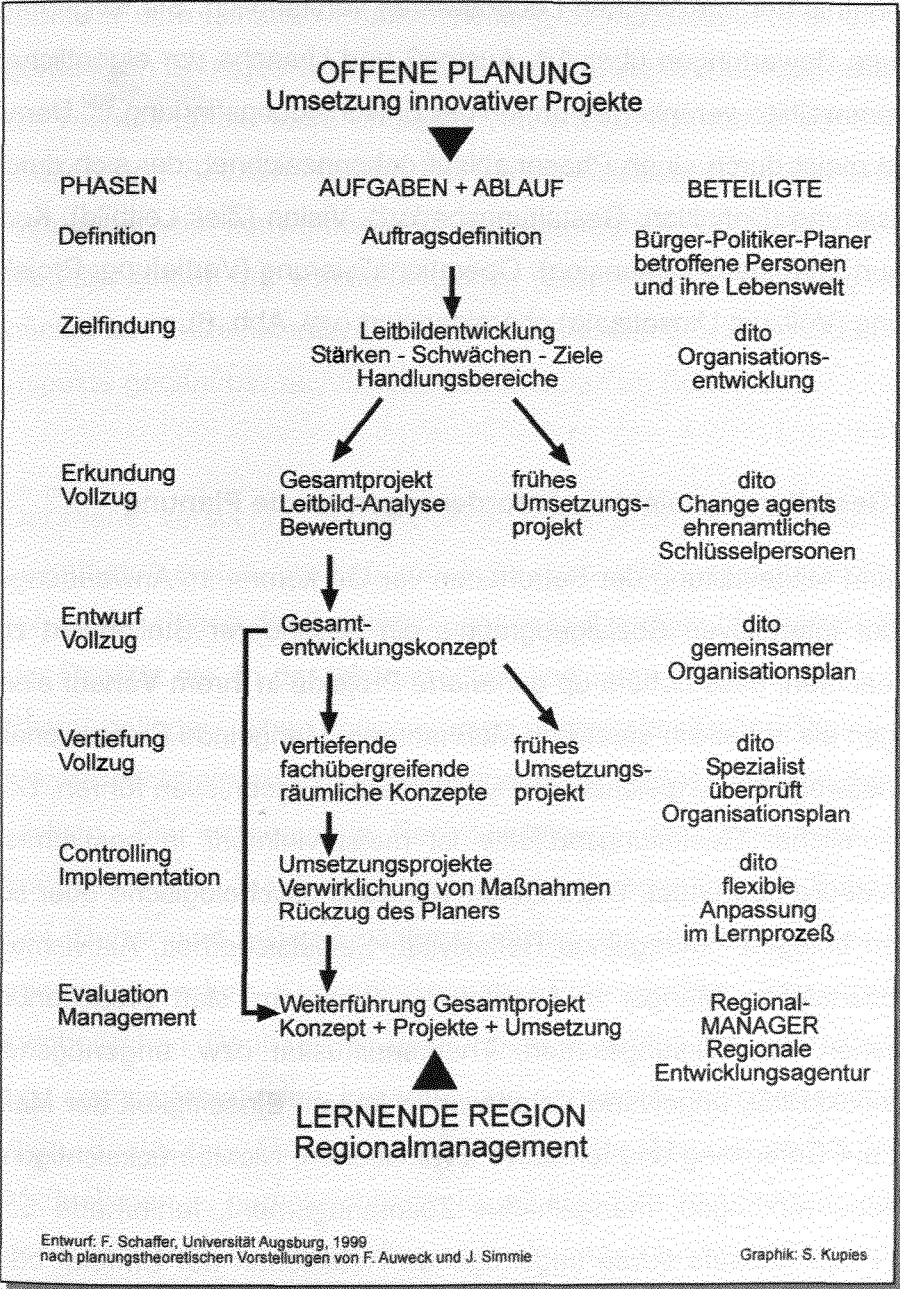 OFFENE PLANUNG
Umsetzung innovativer Projekte
PHASEN
AUFGABEN + ABLAUF
BETEILIGTE
Definition
Auftragsdefinition
Bürger-Politiker-Planer
betroffene Personen
und ihre Lebenswelt
Zielfindung
Leitbildentwicklung
Stärken - Schwächen - Ziele
Handlungsbereiche
dito
Organisations-
entwicklung
Erkundung
Vollzug
Gesamtprojekt
Leitbild-Analyse
Bewertung
frühes
Umsetzungs-
projekt
dito
Change agents
ehrenamtliche
Schlüsselpersonen
Entwurf
Vollzug
Gesamt-
entwicklungskonzept
dito
gemeinsamer
Organisationsplan
Vertiefung
Vollzug
vertiefende
fachübergreifende
räumliche Konzepte
frühes
Umsetzungs-
projekt
dito
Spezialist
überprüft
Organisationsplan
Controlling
Implementation
Umsetzungsprojekte
Verwirklichung von Maßnahmen
Rückzug des Planers
dito
flexible
Anpassung
im Lernprozeß
Evaluation
Management
Weiterführung Gesamtprojekt
Konzept + Projekte + Umsetzung
Regional-
MANAGER
Regionale
Entwicklungsagentur
LERNENDE REGION
Regionalmanagement
Entwurf: F. Schaffer, Universität Augsburg, 1999
nach planungstheoretischen Vorstellungen von F. Auweck und J. Simmie
Graphik: S. Kupies